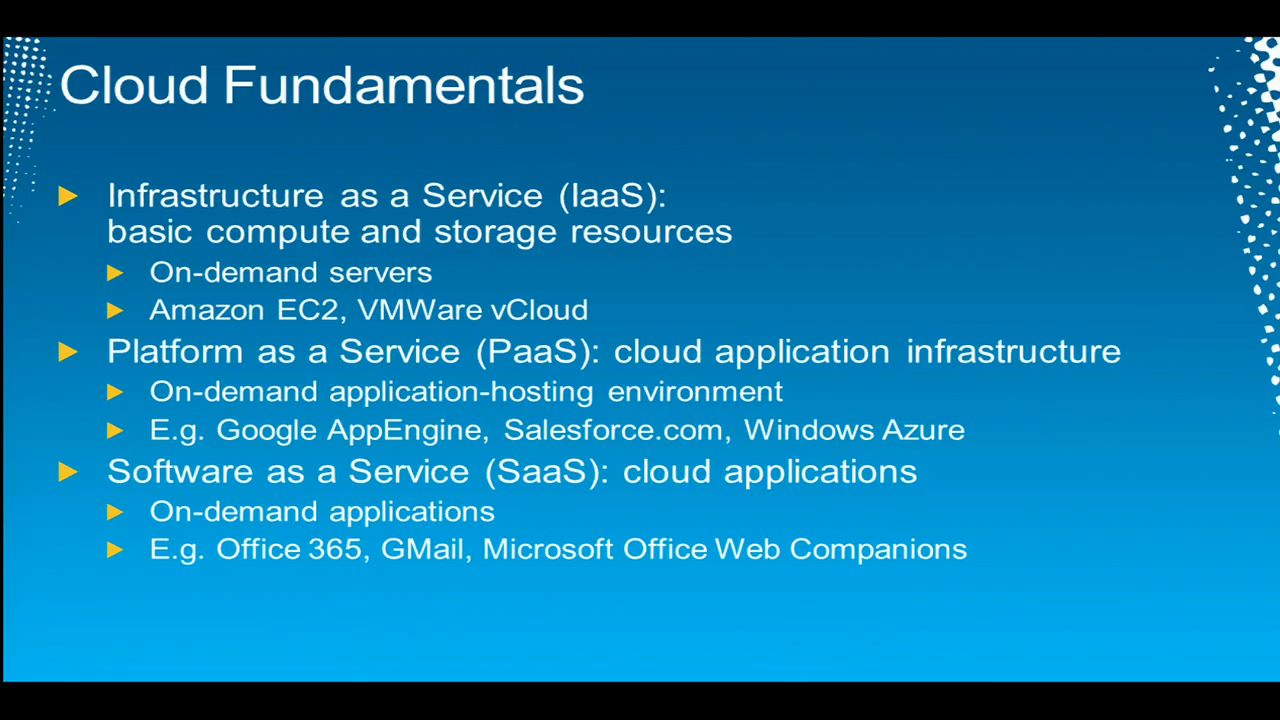 Cloud Fundamentals
Infrastructure as a Service (IaaS):
basic compute and storage resources
On-demand servers
Amazon EC2, VMWare vCloud
Platform as a Service (PaaS): cloud application infrastructure
On-demand application-hosting environment
E.g. Google AppEngine, Salesforce.com, Windows Azure
Software as a Service (SaaS): cloud applications
On-demand applications
E.g. Office 365, GMail, Microsoft Office Web Companions